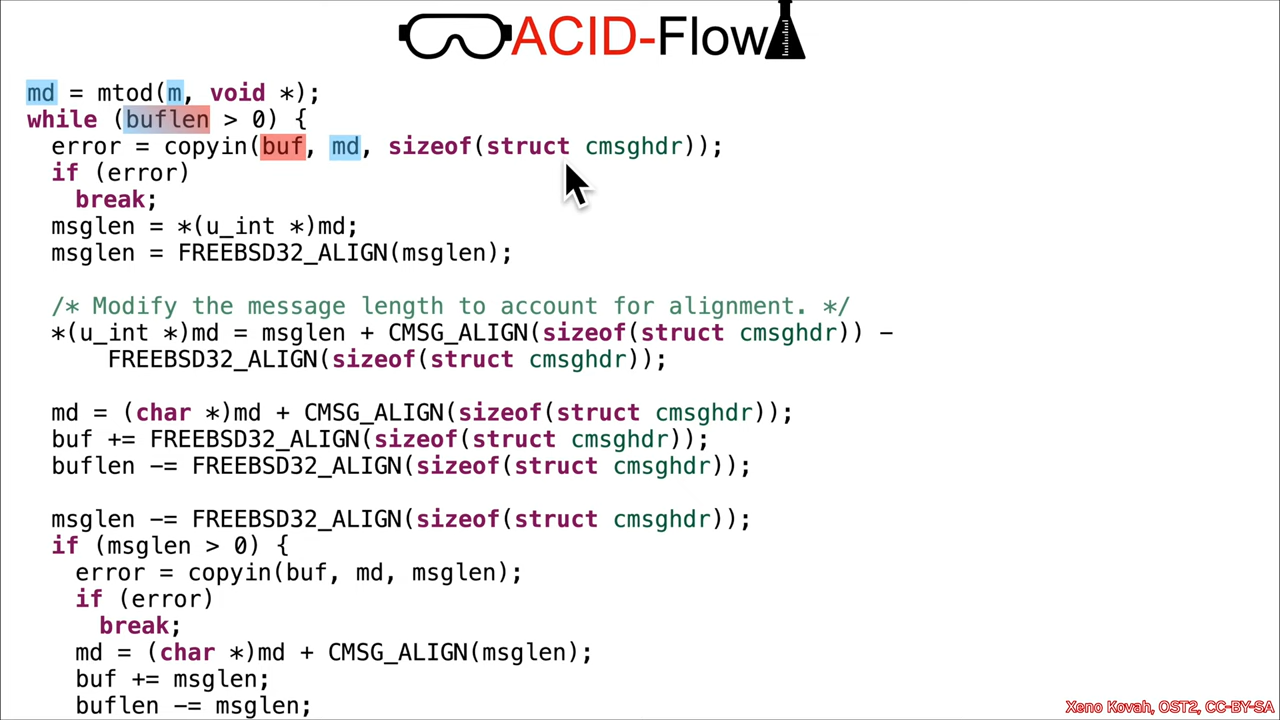 ACID-Flow
md = mtod(m, void *);
while (buflen > 0) {
error = copyin(buf, md, sizeof(struct cmsghdr));
if (error)
break;
msglen = *(u_int *)md;
msglen = FREEBSD32_ALIGN(msglen);
/* Modify the message length to account for alignment. */
*(u_int *)md = msglen + CMSG_ALIGN(sizeof(struct cmsghdr)) -
FREEBSD32_ALIGN(sizeof(struct cmsghdr));
md = (char *)md + CMSG_ALIGN(sizeof(struct cmsghdr));
buf += FREEBSD32_ALIGN(sizeof(struct cmsghdr));
buflen -= FREEBSD32_ALIGN(sizeof(struct cmsghdr));
msglen -= FREEBSD32_ALIGN(sizeof(struct cmsghdr));
if (msglen > 0) {
error = copyin(buf, md, msglen);
if (error)
break;
md = (char *)md + CMSG_ALIGN(msglen);
buf += msglen;
buflen -= msglen;
Xeno Kovah, OST2, CC-BY-SA